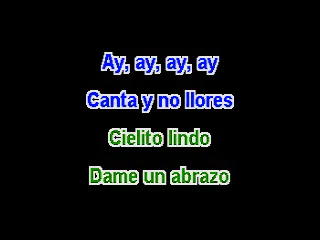 Ay, ay, ay, ay
Canta y no llores
Cielito lindo
Dame un abrazo